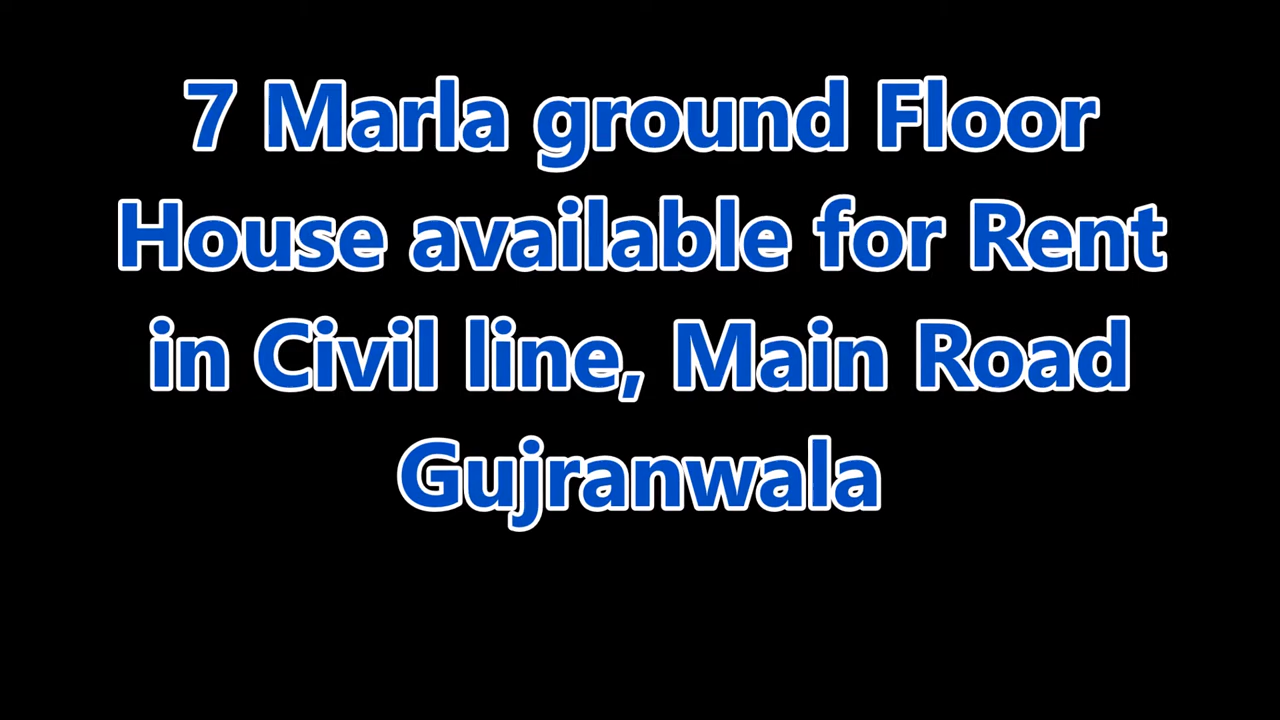 7 Marla ground Floor
House available for Rent
in Civil line, Main Road
Gujranwala